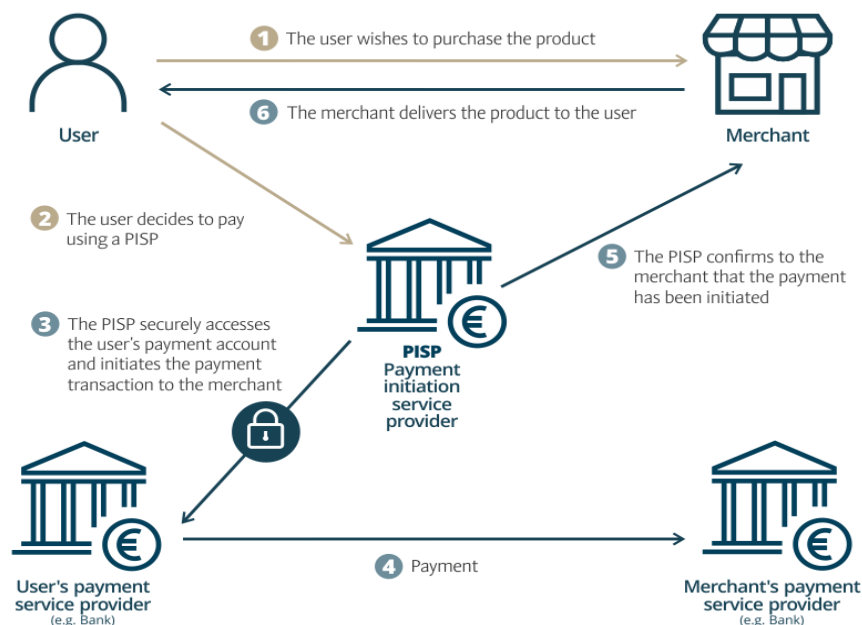 1 The user wishes to purchase the product
6 The merchant delivers the product to the user
User
Merchant
2 The user decides to pay
using a PISP
5 The PISP confirms to the
merchant that the payment
has been initiated
3 The PISP securely accesses
the user's payment account
and initiates the payment
transaction to the merchant
€
PISP
Payment
initiation
service
provider
€
User's payment
service provider
(e.g. Bank)
4 Payment
€
Merchant's payment
service provider
(e.g. Bank)